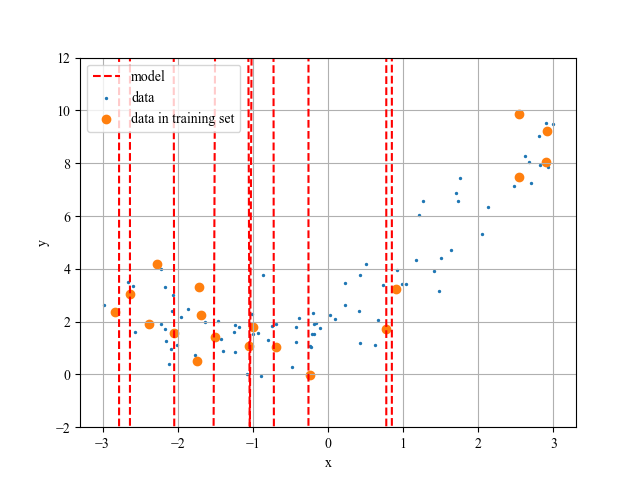 model
data
data in training set
12
10
8
6
4
2
0
−2
y
−3 −2 −1 0 1 2 3
x